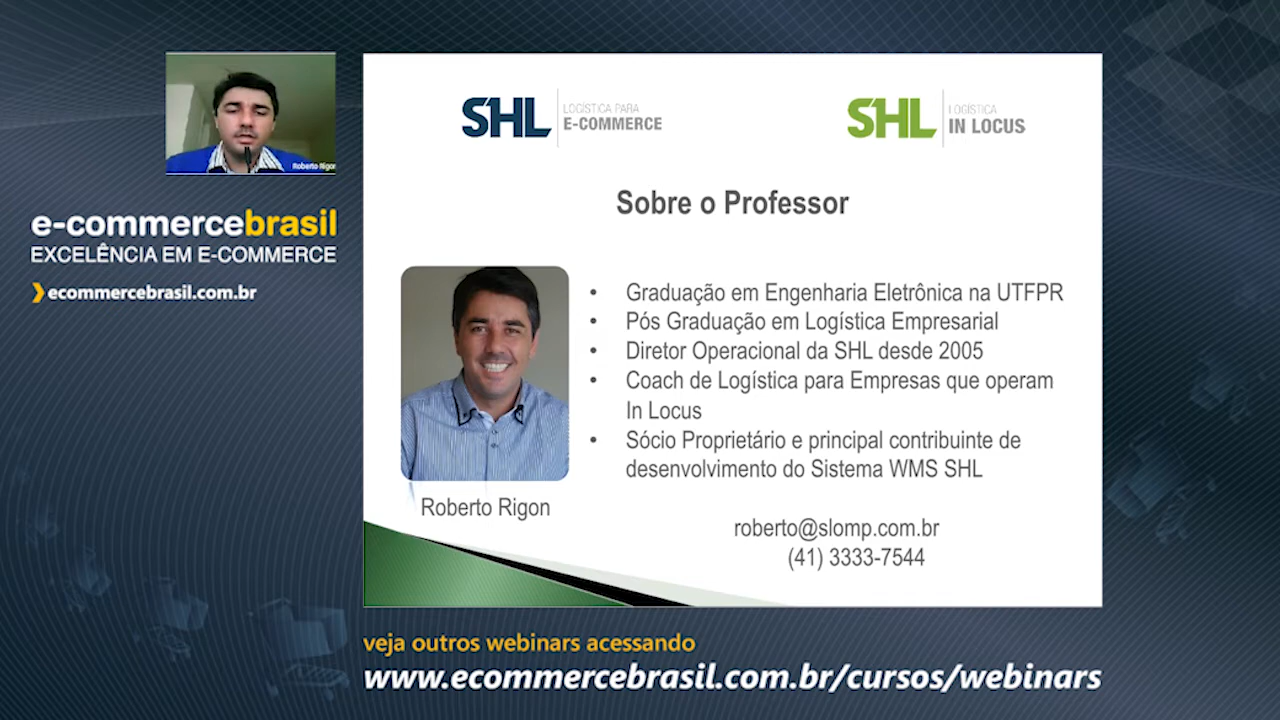 Roberto Rigon
e-commercebrasil
EXCELÊNCIA EM E-COMMERCE
ecommercebrasil.com.br
SHL LOGÍSTICA PARA E-COMMERCE
SHL LOGÍSTICA IN LOCUS
Sobre o Professor
• Graduação em Engenharia Eletrônica na UTFPR
• Pós Graduação em Logística Empresarial
• Diretor Operacional da SHL desde 2005
• Coach de Logística para Empresas que operam
In Locus
• Sócio Proprietário e principal contribuinte de
desenvolvimento do Sistema WMS SHL
Roberto Rigon
roberto@slomp.com.br
(41) 3333-7544
veja outros webinars acessando
www.ecommercebrasil.com.br/cursos/webinars